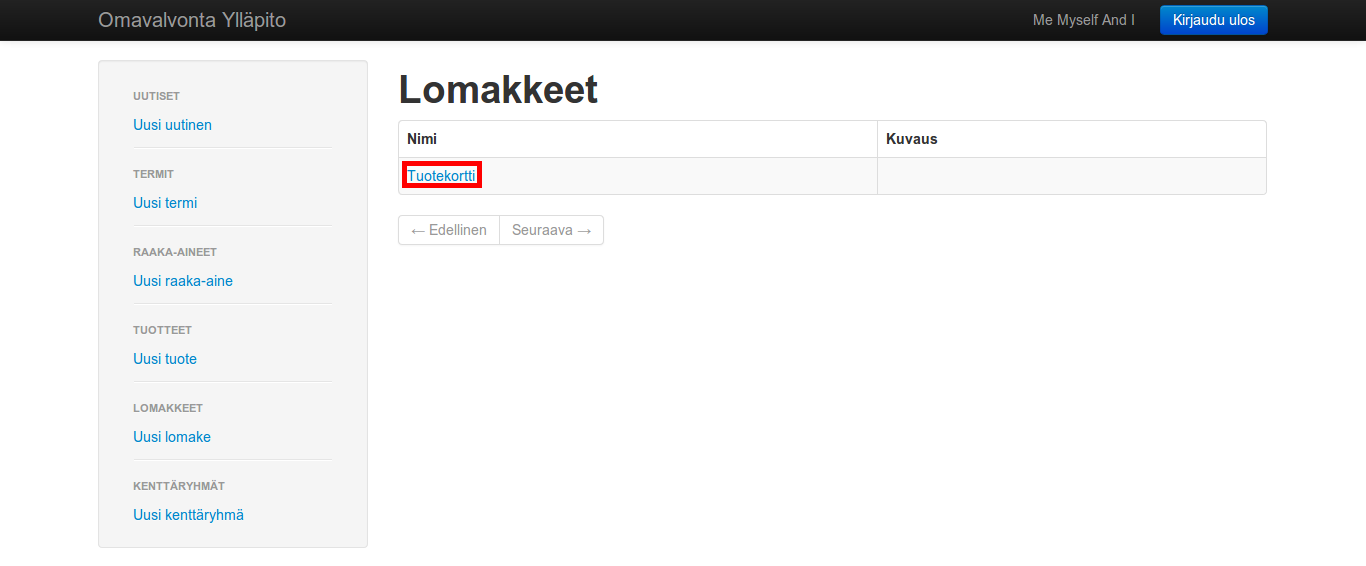 Omavalvonta Ylläpito
Me Myself And I
Kirjaudu ulos
UUTISET
Uusi uutinen
TERMIT
Uusi termi
RAAKA-AINEET
Uusi raaka-aine
TUOTTEET
Uusi tuote
LOMAKKEET
Uusi lomake
KENTTÄRYHMÄT
Uusi kenttäryhmä
Lomakkeet
Nimi Kuvaus
Tuotekortti
← Edellinen Seuraava →